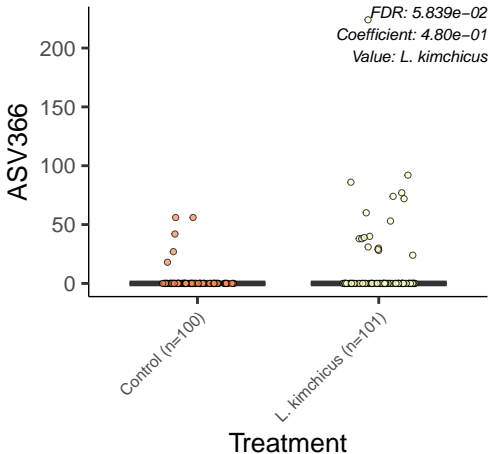 FDR: 5.839e−02
Coefficient: 4.80e−01
Value: L. kimchicus
ASV366
200
150
100
50
0
Control (n=100)
L. kimchicus (n=101)
Treatment